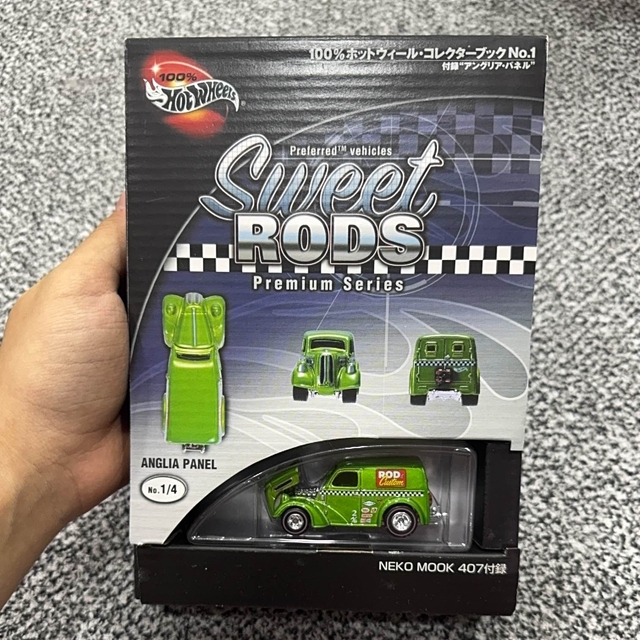 100%ホットウィール・コレクターブック No.1
付録"アングリア・パネル"
100%
Hot Wheels
Preferred™ vehicles
Sweet
RODS
Premium Series
ANGLIA PANEL
No.1/4
ROD &
Custom
NEKO MOOK 407付録